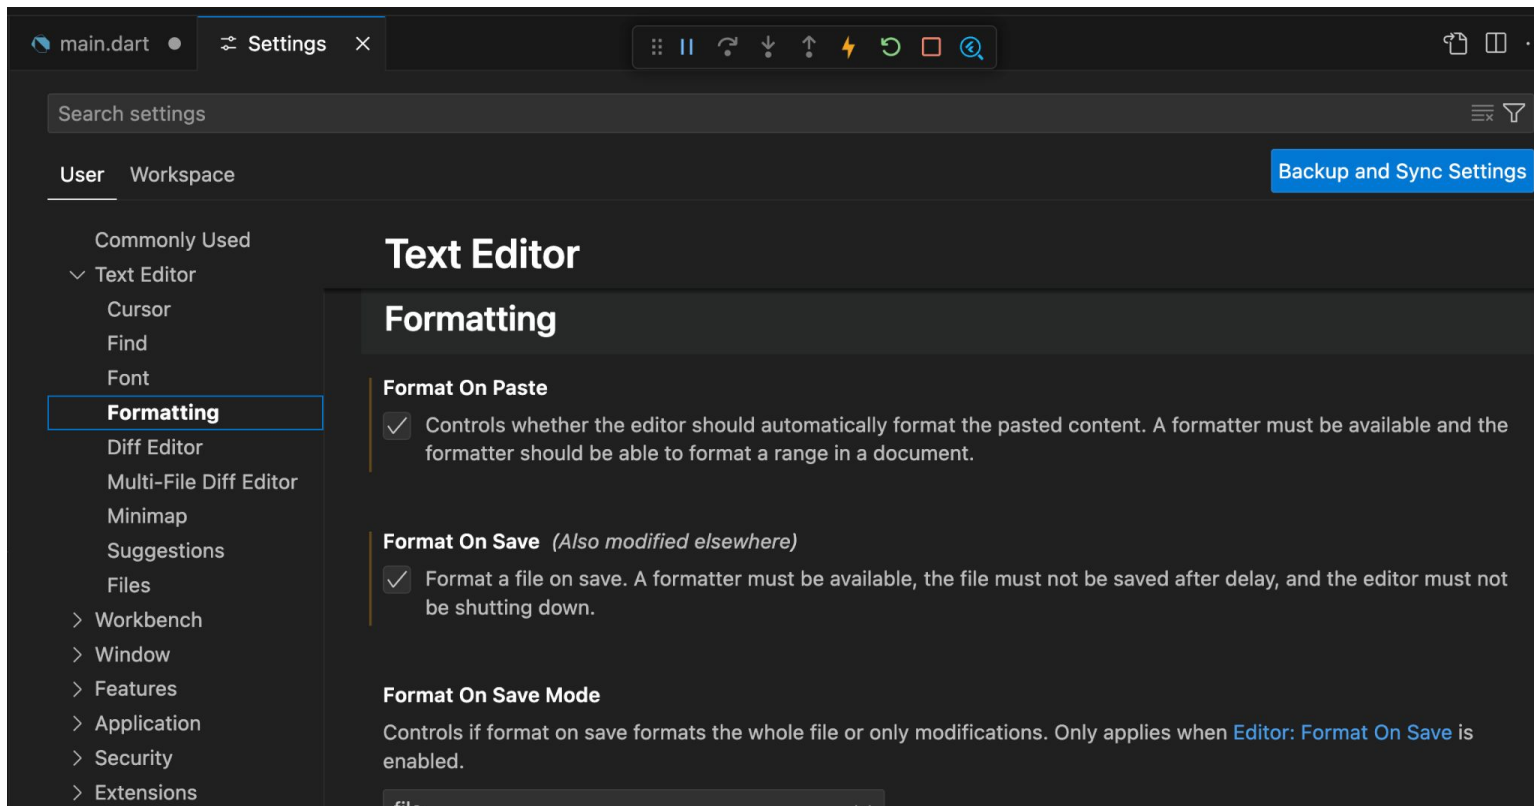 main.dart
Settings
Search settings
User Workspace
Backup and Sync Settings
Commonly Used
Text Editor
Cursor
Find
Font
Formatting
Diff Editor
Multi-File Diff Editor
Minimap
Suggestions
Files
Workbench
Window
Features
Application
Security
Extensions
Text Editor
Formatting
Format On Paste
Controls whether the editor should automatically format the pasted content. A formatter must be available and the
formatter should be able to format a range in a document.
Format On Save (Also modified elsewhere)
Format a file on save. A formatter must be available, the file must not be saved after delay, and the editor must not
be shutting down.
Format On Save Mode
Controls if format on save formats the whole file or only modifications. Only applies when Editor: Format On Save is
enabled.
file